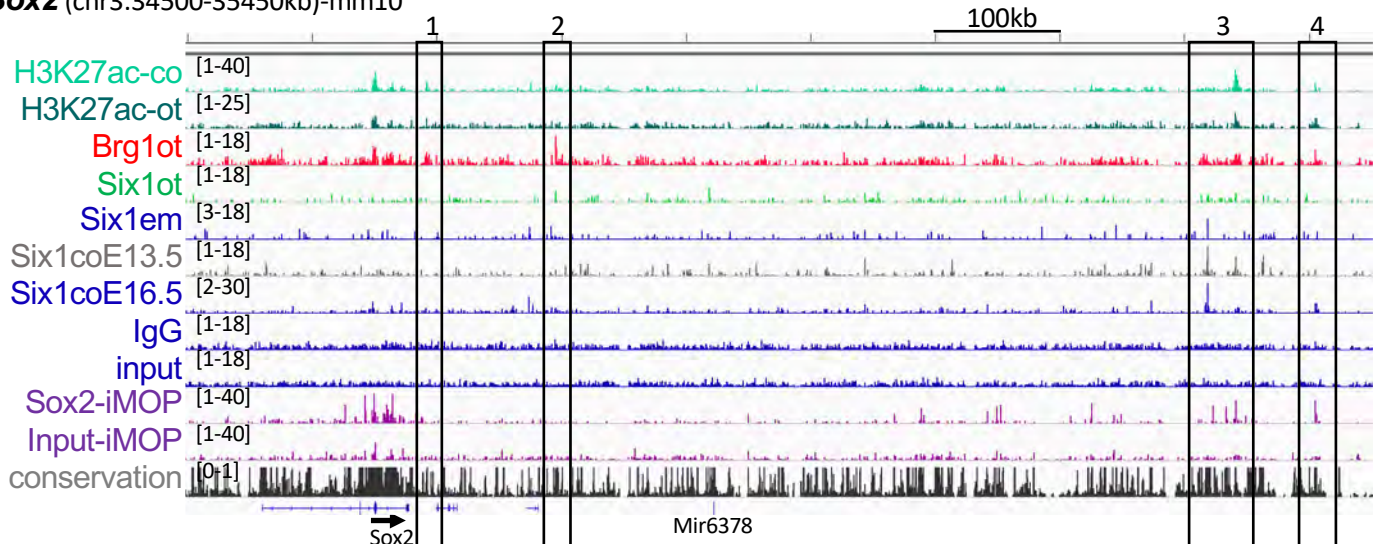 Sox2 (chr3:34500-35450kb)-mm10
1 2 100kb 3 4
H3K27ac-co [1-40]
H3K27ac-ot [1-25]
Brg1ot [1-18]
Six1ot [1-18]
Six1em [3-18]
Six1coE13.5 [1-18]
Six1coE16.5 [2-30]
IgG [1-18]
input [1-18]
Sox2-iMOP [1-40]
Input-iMOP [1-40]
conservation [0-1]
Sox2 Mir6378